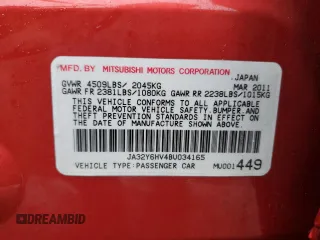 MFD. BY MITSUBISHI MOTORS CORPORATION
JAPAN
GVWR 4509LBS/ 2045KG MAR 2011
GAWR FR 2381LBS/1080KG GAWR RR 2238LBS/1015KG
THIS VEHICLE CONFORMS TO ALL APPLICABLE
FEDERAL MOTOR VEHICLE SAFETY, BUMPER, AND
THEFT PREVENTION STANDARDS IN EFFECT ON
THE DATE OF MANUFACTURE SHOWN ABOVE.
JA32Y6HV4BU034165
VEHICLE TYPE:PASSENGER CAR MU001449
DREAMBID
dreambid.com